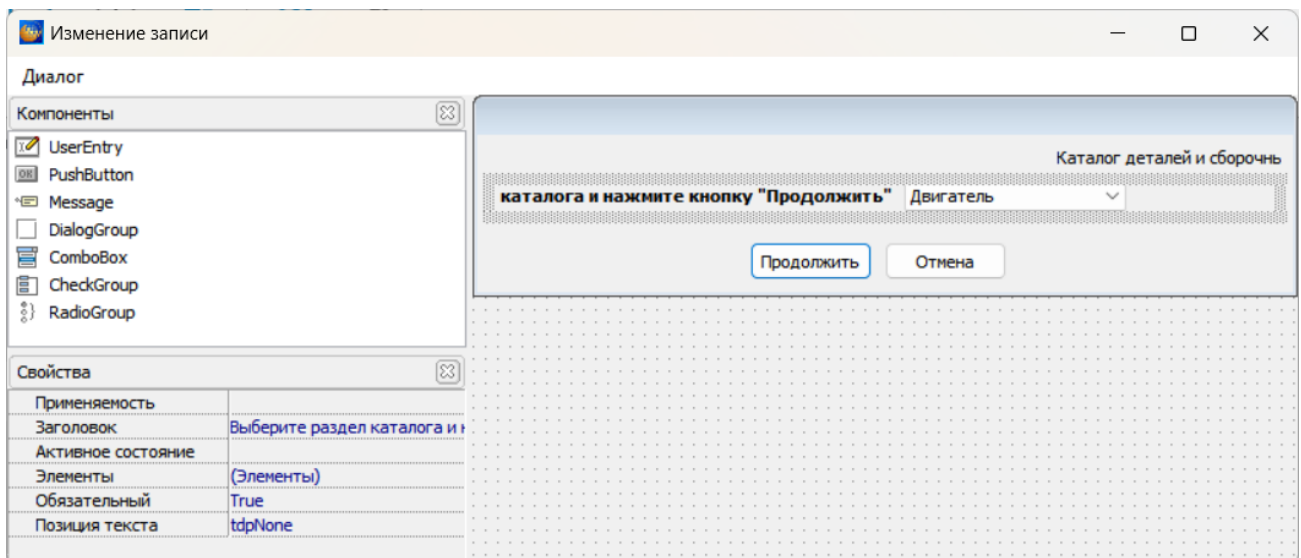 Изменение записи
Диалог
Компоненты
UserEntry
PushButton
Message
DialogGroup
ComboBox
CheckGroup
RadioGroup
Каталог деталей и сборочнь
каталога и нажмите кнопку "Продолжить" Двигатель
Продолжить Отмена
Свойства
Применяемость
Заголовок Выберите раздел каталога и н
Активное состояние
Элементы (Элементы)
Обязательный True
Позиция текста tdpNone